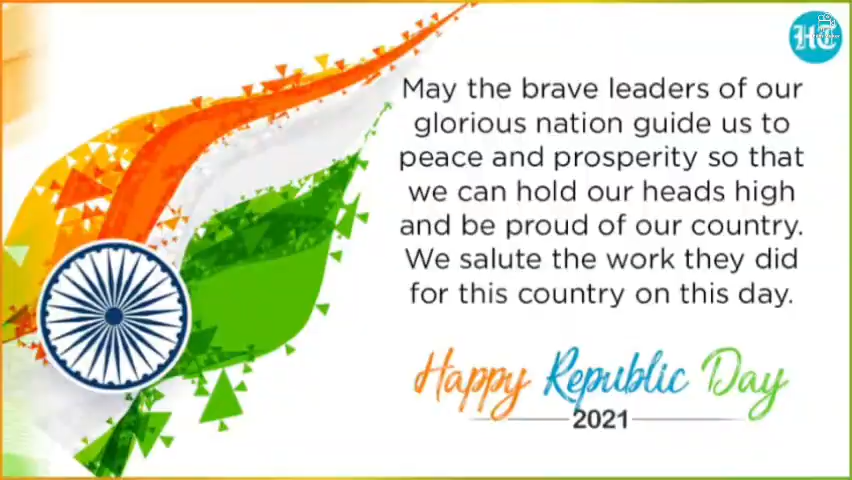 HT
May the brave leaders of our
glorious nation guide us to
peace and prosperity so that
we can hold our heads high
and be proud of our country.
We salute the work they did
for this country on this day.
Happy Republic Day
2021